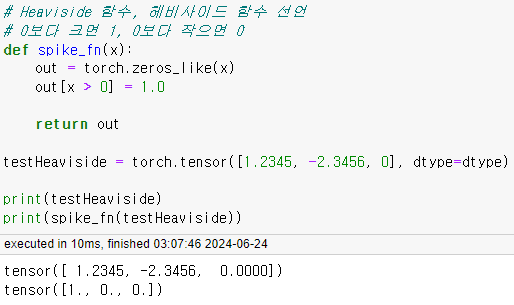 # Heaviside 함수, 헤비사이드 함수 선언
# 0보다 크면 1, 0보다 작으면 0
def spike_fn(x):
    out = torch.zeros_like(x)
    out[x > 0] = 1.0

    return out

testHeaviside = torch.tensor([1.2345, -2.3456, 0], dtype=dtype)

print(testHeaviside)
print(spike_fn(testHeaviside))
executed in 10ms, finished 03:07:46 2024-06-24
tensor([ 1.2345, -2.3456,  0.0000])
tensor([1., 0., 0.])